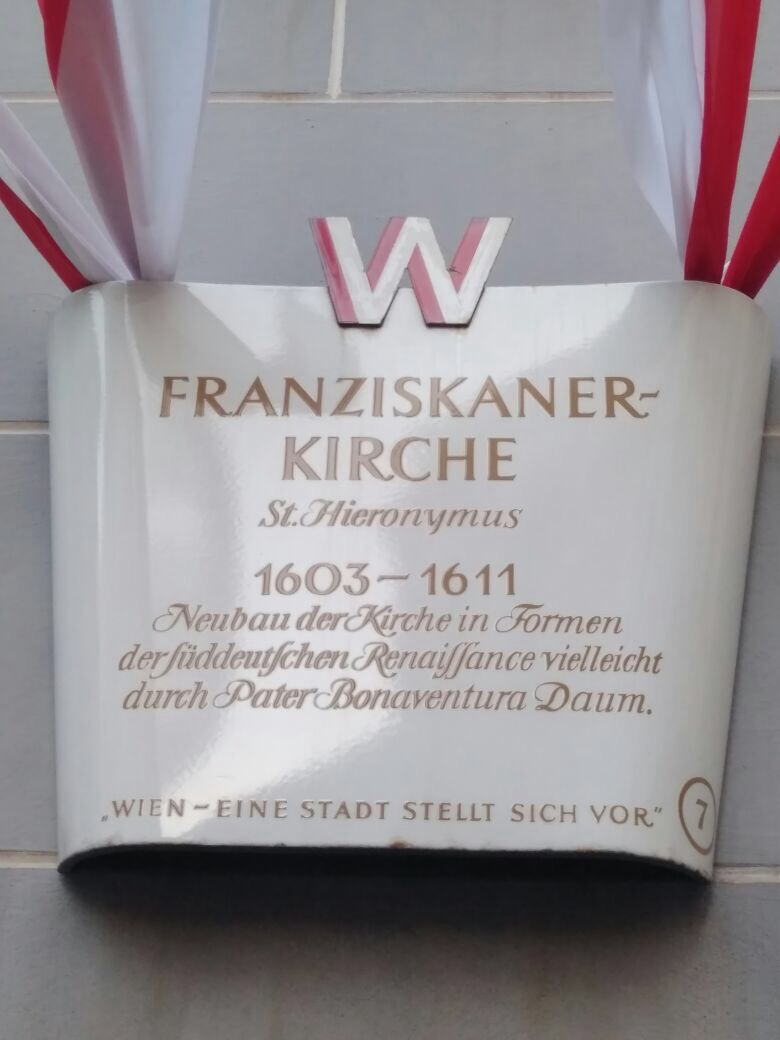 W
FRANZISKANER-
KIRCHE
St. Hieronymus
1603 – 1611
Neubau der Kirche in Formen
der ſüddeutſchen Renaiſſance vielleicht
durch Pater Bonaventura Daum.
„WIEN – EINE STADT STELLT SICH VOR"
7